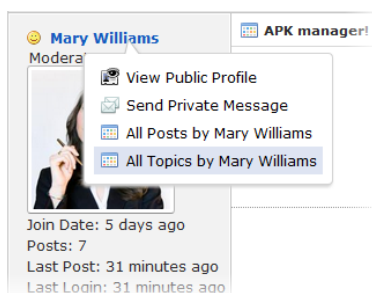 Mary Williams
APK manager!
Modera
View Public Profile
Send Private Message
All Posts by Mary Williams
All Topics by Mary Williams
Join Date: 5 days ago
Posts: 7
Last Post: 31 minutes ago
Last Login: 31 minutes ago